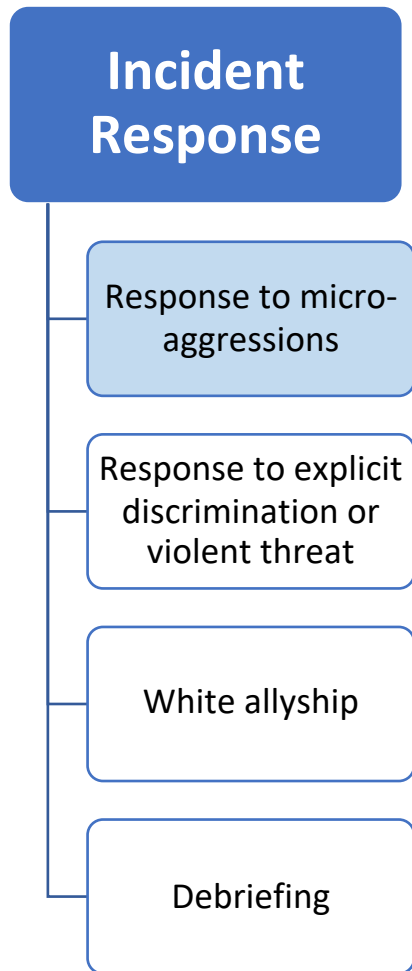 Incident
Response
Response to micro-
aggressions
Response to explicit
discrimination or
violent threat
White allyship
Debriefing